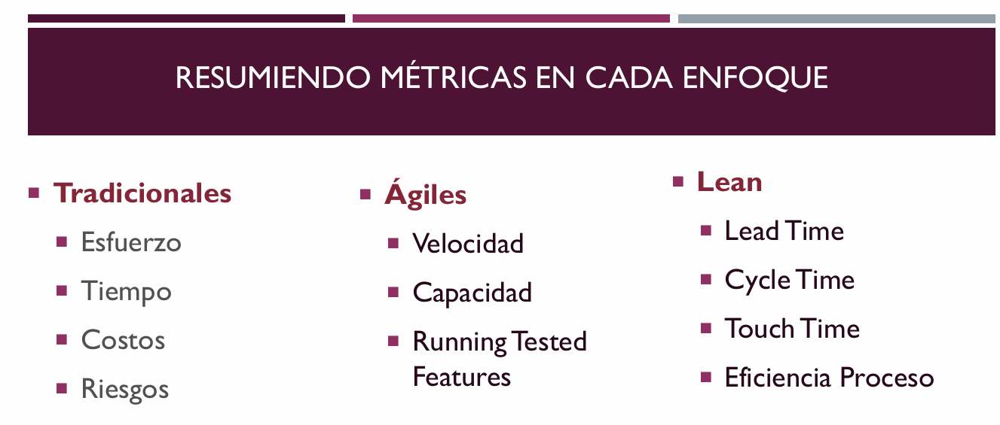 RESUMIENDO MÉTRICAS EN CADA ENFOQUE
Tradicionales
Esfuerzo
Tiempo
Costos
Riesgos
Ágiles
Velocidad
Capacidad
Running Tested
Features
Lean
Lead Time
Cycle Time
Touch Time
Eficiencia Proceso